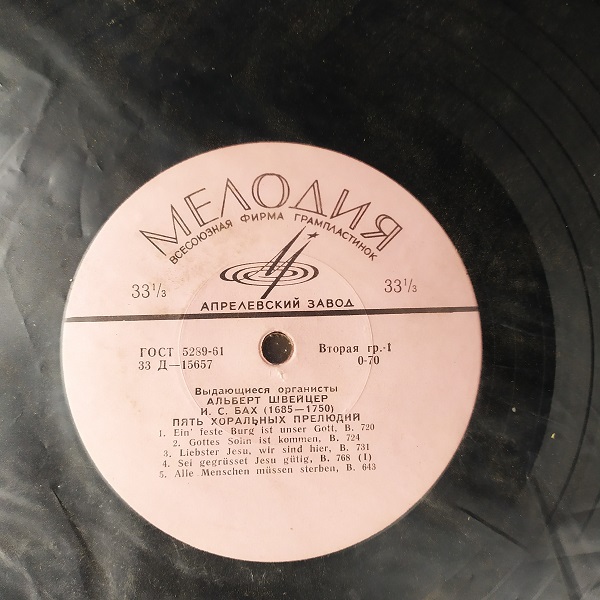 МЕЛОДИЯ
ВСЕСОЮЗНАЯ ФИРМА ГРАМПЛАСТИНОК
33⅓ 33⅓
АПРЕЛЕВСКИЙ ЗАВОД
ГОСТ 5289-61 Вторая гр.-1
33 Д—15657 0-70
Выдающиеся органисты
АЛЬБЕРТ ШВЕЙЦЕР
И. С. БАХ (1685—1750)
ПЯТЬ ХОРАЛЬНЫХ ПРЕЛЮДИЙ
1. Ein' feste Burg ist unser Gott, B. 720
2. Gottes Sohn ist kommen, B. 724
3. Liebster Jesu, wir sind hier, B. 731
4. Sei gegrüsset Jesu gütig, B. 768 (I)
5. Alle Menschen müssen sterben, B. 643